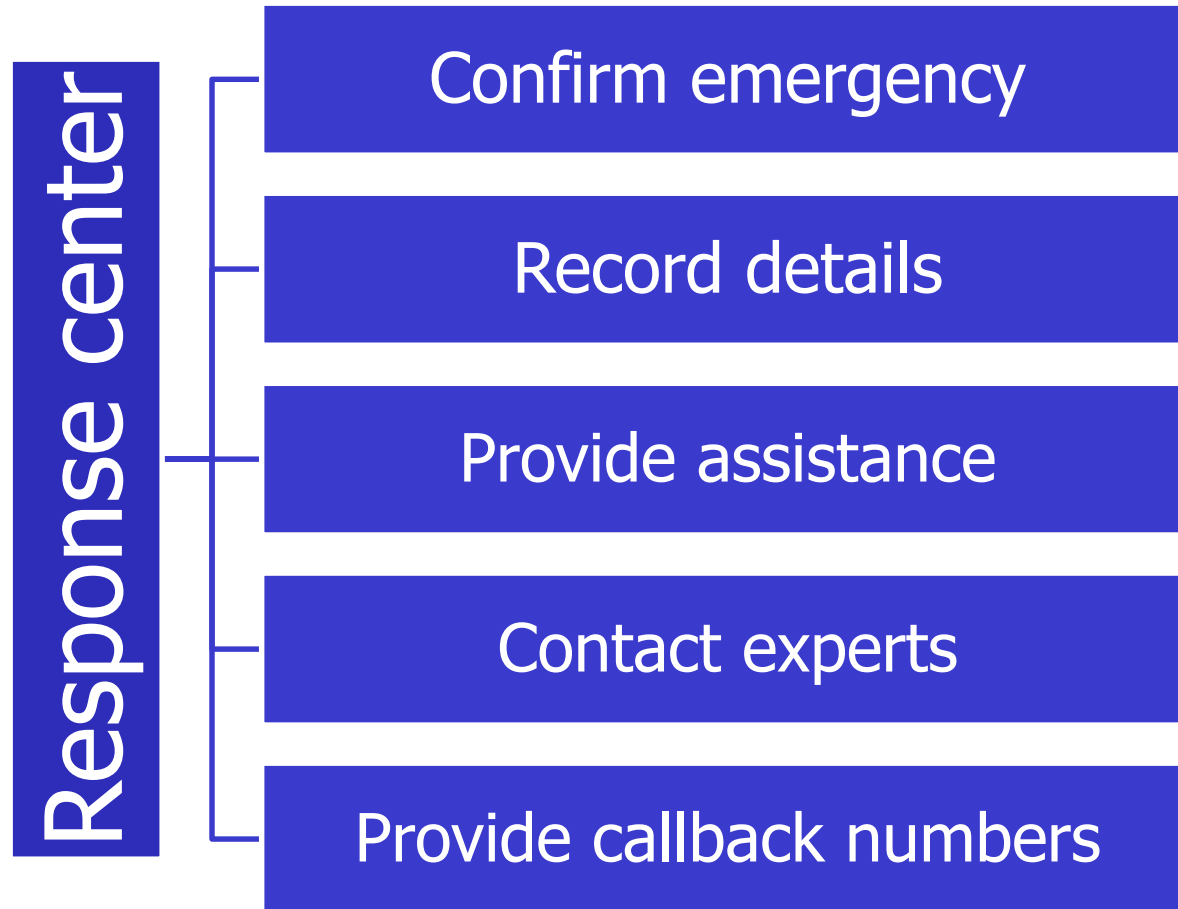 Response center
Confirm emergency
Record details
Provide assistance
Contact experts
Provide callback numbers